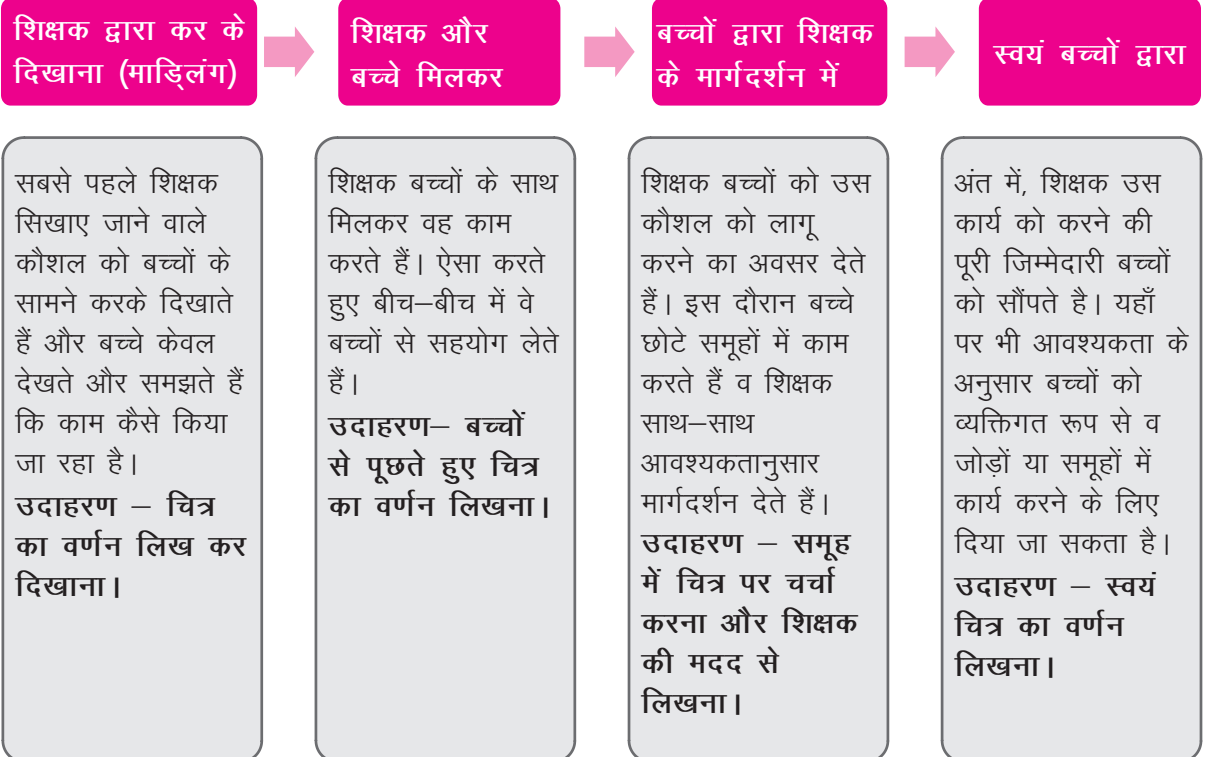 शिक्षक द्वारा कर के
दिखाना (माड्लिंग)
शिक्षक और
बच्चे मिलकर
बच्चों द्वारा शिक्षक
के मार्गदर्शन में
स्वयं बच्चों द्वारा
सबसे पहले शिक्षक
सिखाए जाने वाले
कौशल को बच्चों के
सामने करके दिखाते
हैं और बच्चे केवल
देखते और समझते हैं
कि काम कैसे किया
जा रहा है।
उदाहरण – चित्र
का वर्णन लिख कर
दिखाना।
शिक्षक बच्चों के साथ
मिलकर वह काम
करते हैं। ऐसा करते
हुए बीच–बीच में वे
बच्चों से सहयोग लेते
हैं।
उदाहरण– बच्चों
से पूछते हुए चित्र
का वर्णन लिखना।
शिक्षक बच्चों को उस
कौशल को लागू
करने का अवसर देते
हैं। इस दौरान बच्चे
छोटे समूहों में काम
करते हैं व शिक्षक
साथ–साथ
आवश्यकतानुसार
मार्गदर्शन देते हैं।
उदाहरण – समूह
में चित्र पर चर्चा
करना और शिक्षक
की मदद से
लिखना।
अंत में, शिक्षक उस
कार्य को करने की
पूरी जिम्मेदारी बच्चों
को सौंपते है। यहाँ
पर भी आवश्यकता के
अनुसार बच्चों को
व्यक्तिगत रूप से व
जोड़ों या समूहों में
कार्य करने के लिए
दिया जा सकता है।
उदाहरण – स्वयं
चित्र का वर्णन
लिखना।